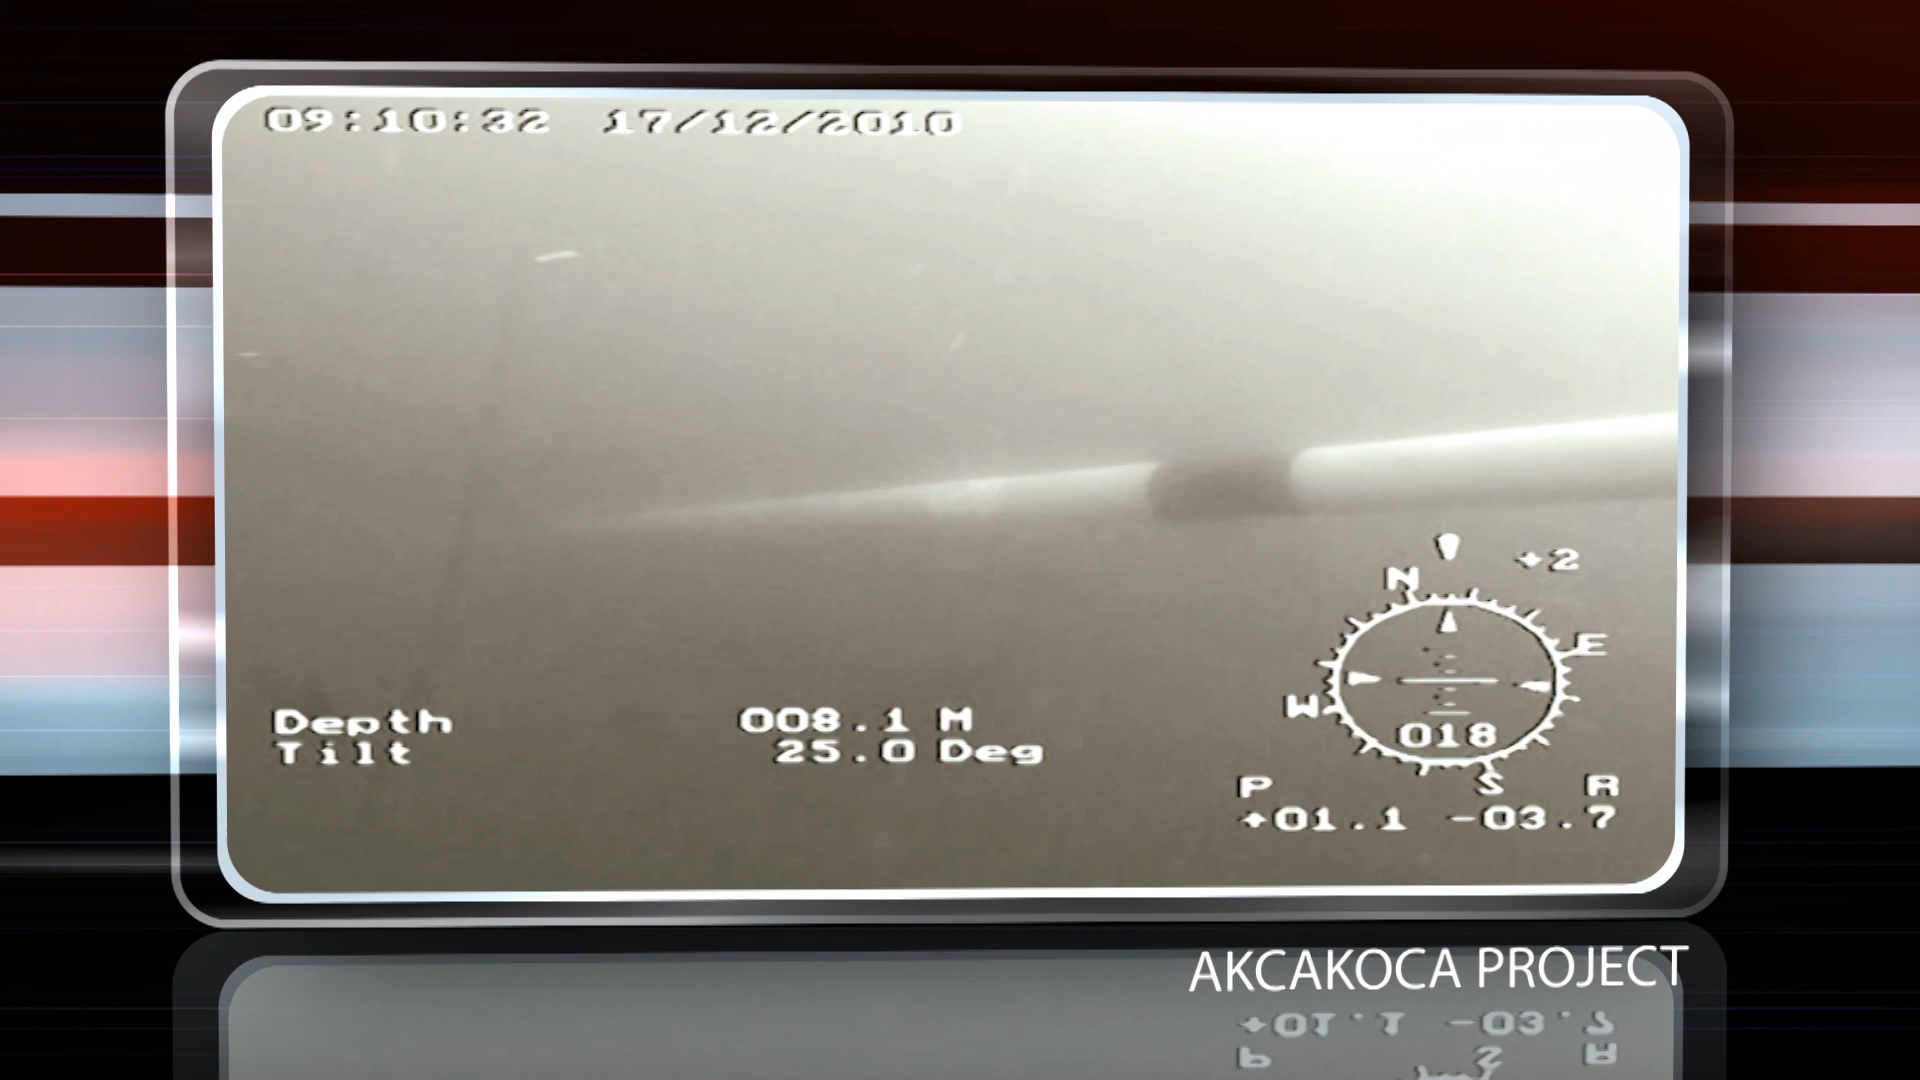 09:10:32 17/12/2010
+2
N
E
W
018
S
Depth 008.1 M
Tilt 25.0 Deg
P R
+01.1 -03.7
AKCAKOCA PROJECT